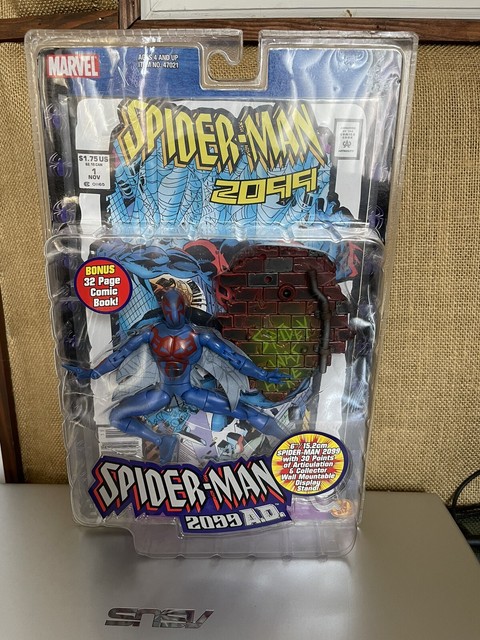 MARVEL
AGES 4 AND UP
ITEM NO. 47021
SPIDER-MAN
2099
$1.75 US
1
NOV
BONUS
32 Page
Comic
Book!
6" 15.2cm
SPIDER-MAN 2099
with 30 Points
of Articulation
& Collector
Wall Mountable
Display
Stand!
SPIDER-MAN
2099 A.D.
ASUS